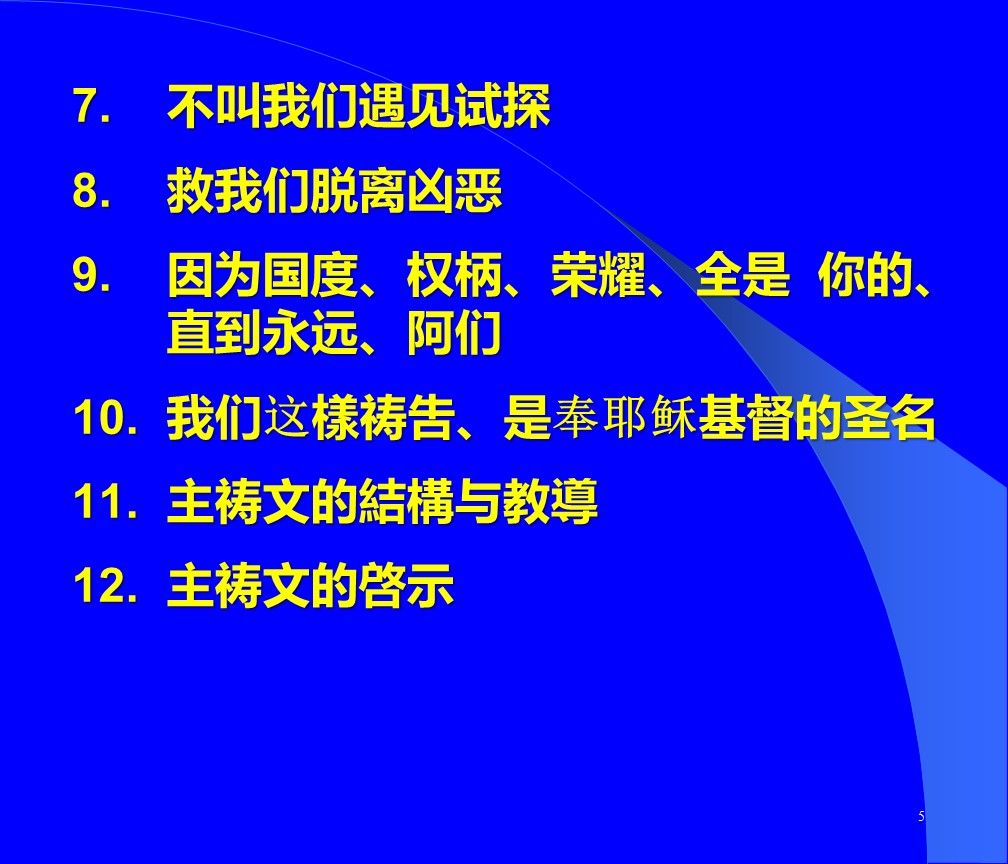 7. 不叫我们遇见试探
8. 救我们脱离凶恶
9. 因为国度、权柄、荣耀、全是 你的、
直到永远、阿们
10. 我们这樣祷告、是奉耶稣基督的圣名
11. 主祷文的結構与教導
12. 主祷文的啓示
5